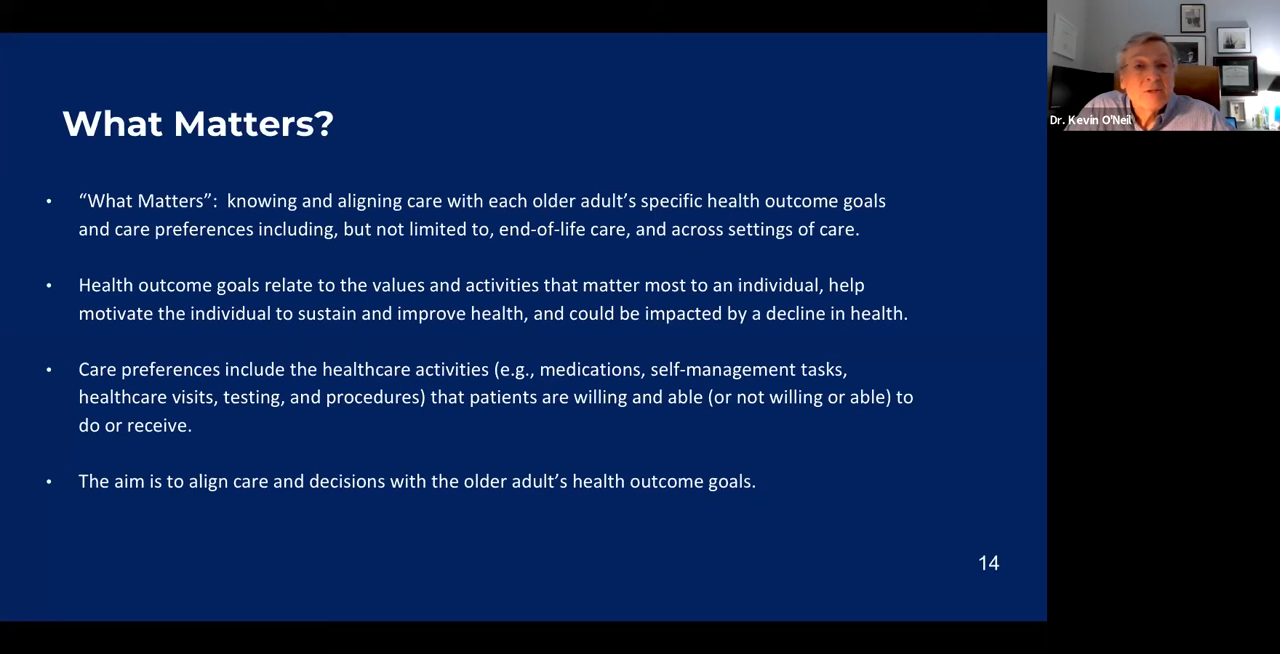 What Matters?
• “What Matters”:  knowing and aligning care with each older adult’s specific health outcome goals
and care preferences including, but not limited to, end-of-life care, and across settings of care.
• Health outcome goals relate to the values and activities that matter most to an individual, help
motivate the individual to sustain and improve health, and could be impacted by a decline in health.
• Care preferences include the healthcare activities (e.g., medications, self-management tasks,
healthcare visits, testing, and procedures) that patients are willing and able (or not willing or able) to
do or receive.
• The aim is to align care and decisions with the older adult’s health outcome goals.
14
Dr. Kevin O'Neil